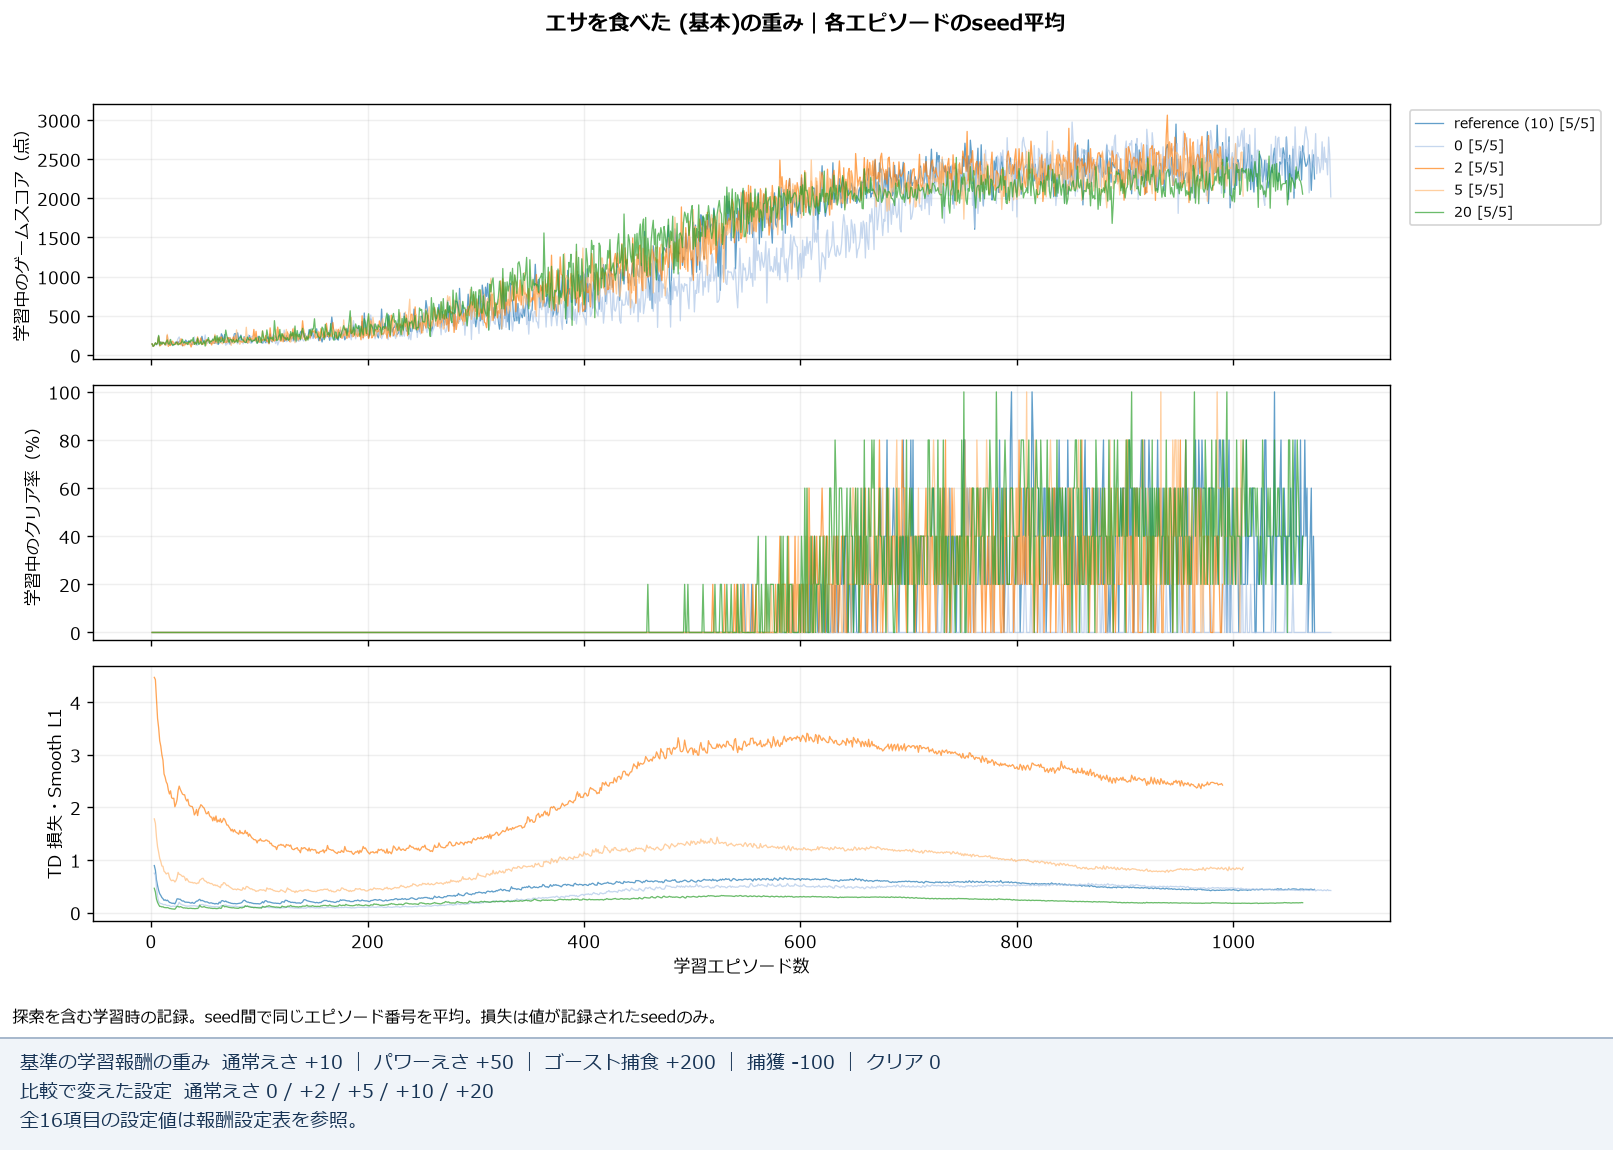 エサを食べた (基本)の重み｜各エピソードのseed平均
学習中のゲームスコア (点)
3000
2500
2000
1500
1000
500
0
reference (10) [5/5]
0 [5/5]
2 [5/5]
5 [5/5]
20 [5/5]
学習中のクリア率 (%)
100
80
60
40
20
0
TD 損失・Smooth L1
4
3
2
1
0
0 200 400 600 800 1000
学習エピソード数
探索を含む学習時の記録。seed間で同じエピソード番号を平均。損失は値が記録されたseedのみ。
基準の学習報酬の重み 通常えさ +10 ｜ パワーえさ +50 ｜ ゴースト捕食 +200 ｜ 捕獲 -100 ｜ クリア 0
比較で変えた設定 通常えさ 0 / +2 / +5 / +10 / +20
全16項目の設定値は報酬設定表を参照。